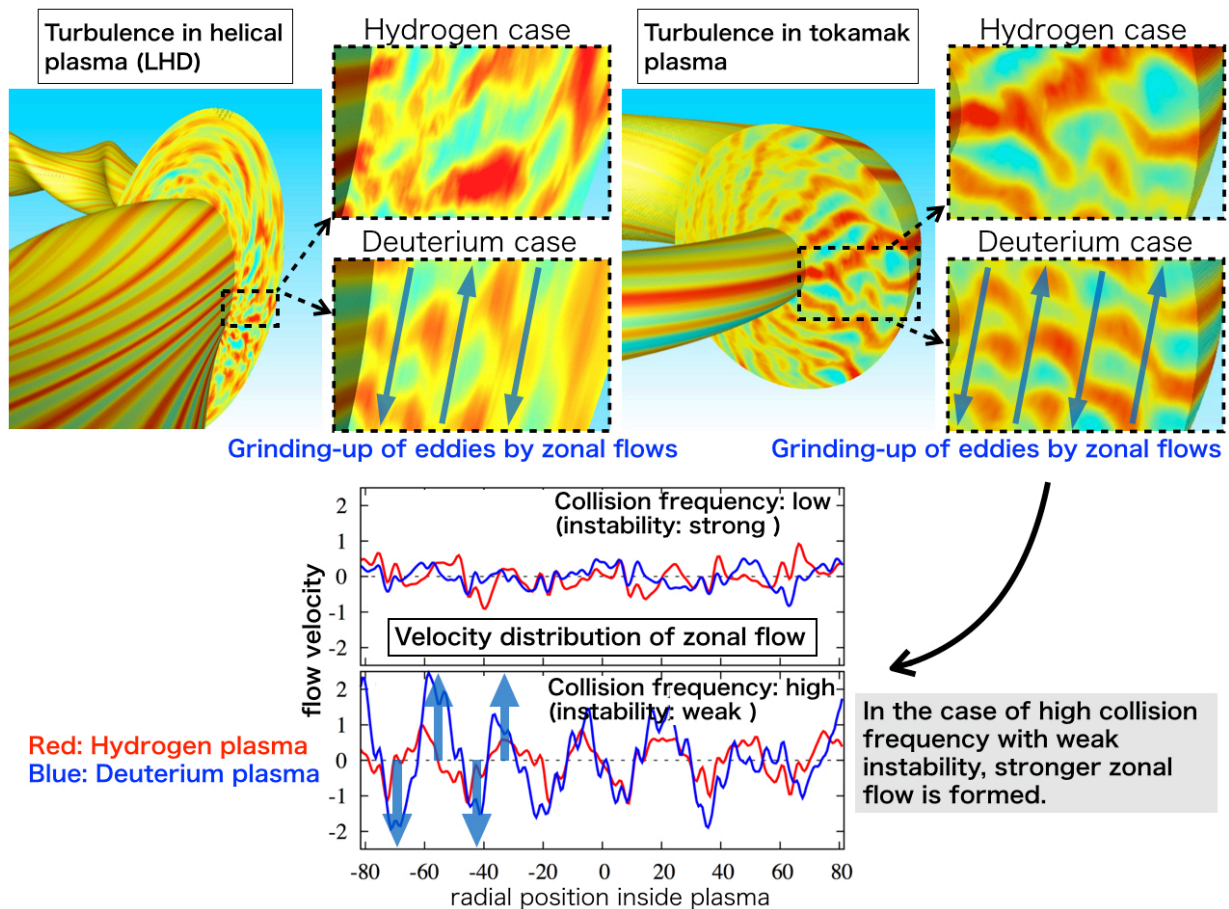 Turbulence in helical
plasma (LHD)
Hydrogen case
Deuterium case
Grinding-up of eddies by zonal flows
Turbulence in tokamak
plasma
Hydrogen case
Deuterium case
Grinding-up of eddies by zonal flows
Collision frequency: low
(instability: strong )
2
1
0
-1
-2
Velocity distribution of zonal flow
flow velocity
Collision frequency: high
(instability: weak )
2
1
0
-1
-2
-80 -60 -40 -20 0 20 40 60 80
radial position inside plasma
Red: Hydrogen plasma
Blue: Deuterium plasma
In the case of high collision
frequency with weak
instability, stronger zonal
flow is formed.